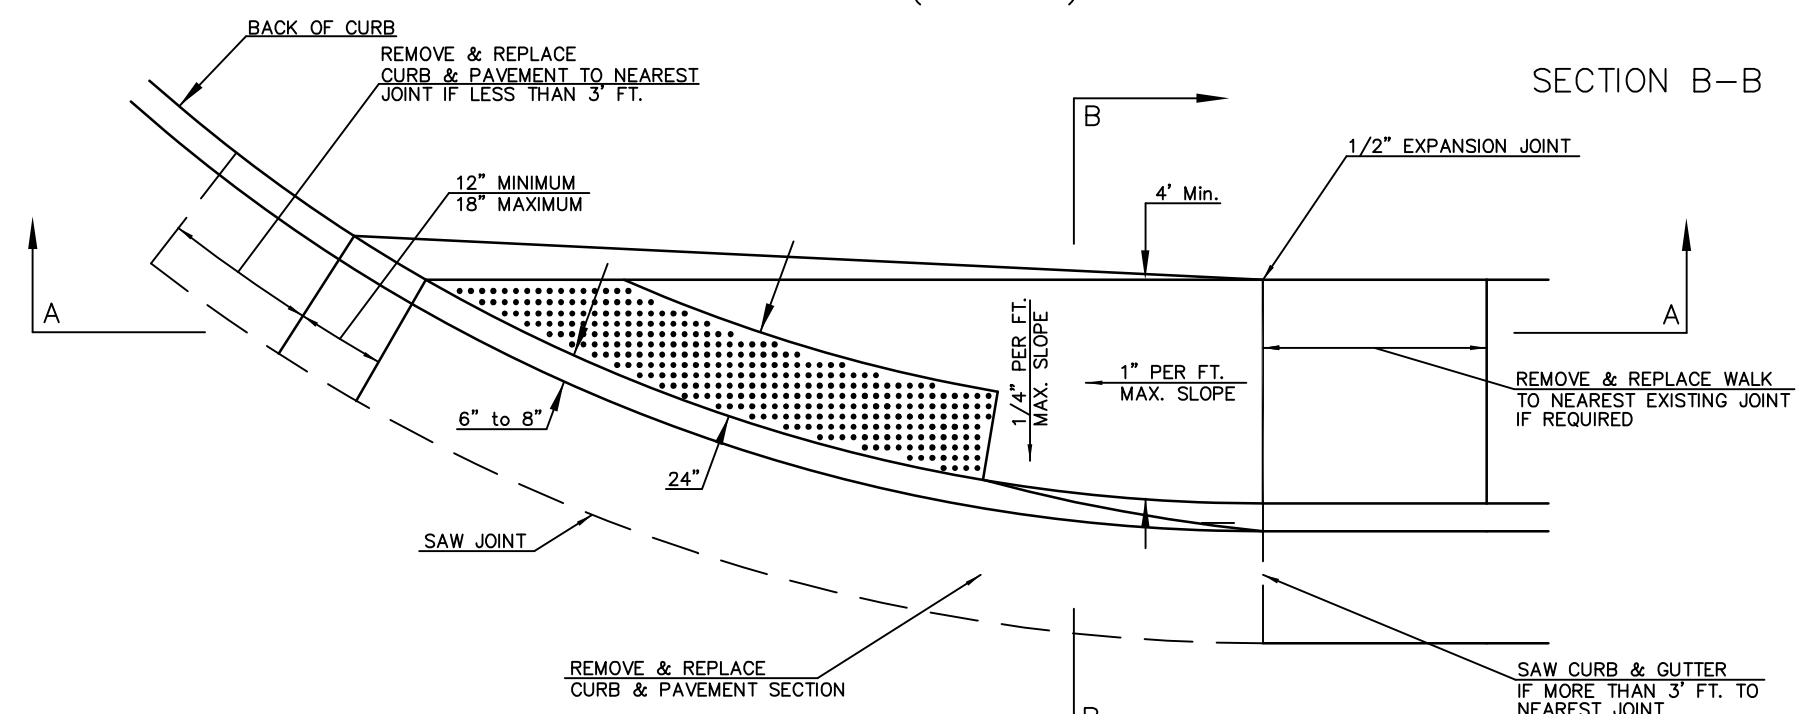 BACK OF CURB
REMOVE & REPLACE
CURB & PAVEMENT TO NEAREST
JOINT IF LESS THAN 3' FT.
SECTION B-B
B
1/2" EXPANSION JOINT
12" MINIMUM
18" MAXIMUM
4' Min.
A
A
1/4" PER FT.
MAX. SLOPE
1" PER FT.
MAX. SLOPE
REMOVE & REPLACE WALK
TO NEAREST EXISTING JOINT
IF REQUIRED
6" to 8"
24"
SAW JOINT
REMOVE & REPLACE
CURB & PAVEMENT SECTION
SAW CURB & GUTTER
IF MORE THAN 3' FT. TO
NEAREST JOINT
B